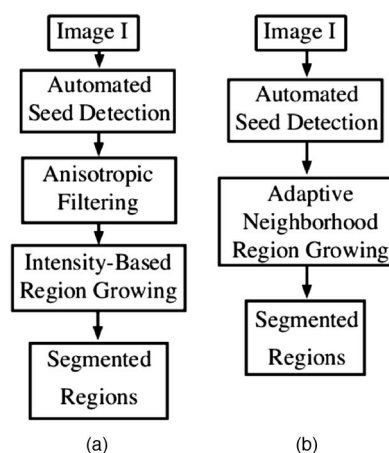 Image I
Automated
Seed Detection
Anisotropic
Filtering
Intensity-Based
Region Growing
Segmented
Regions
(a)
Image I
Automated
Seed Detection
Adaptive
Neighborhood
Region Growing
Segmented
Regions
(b)